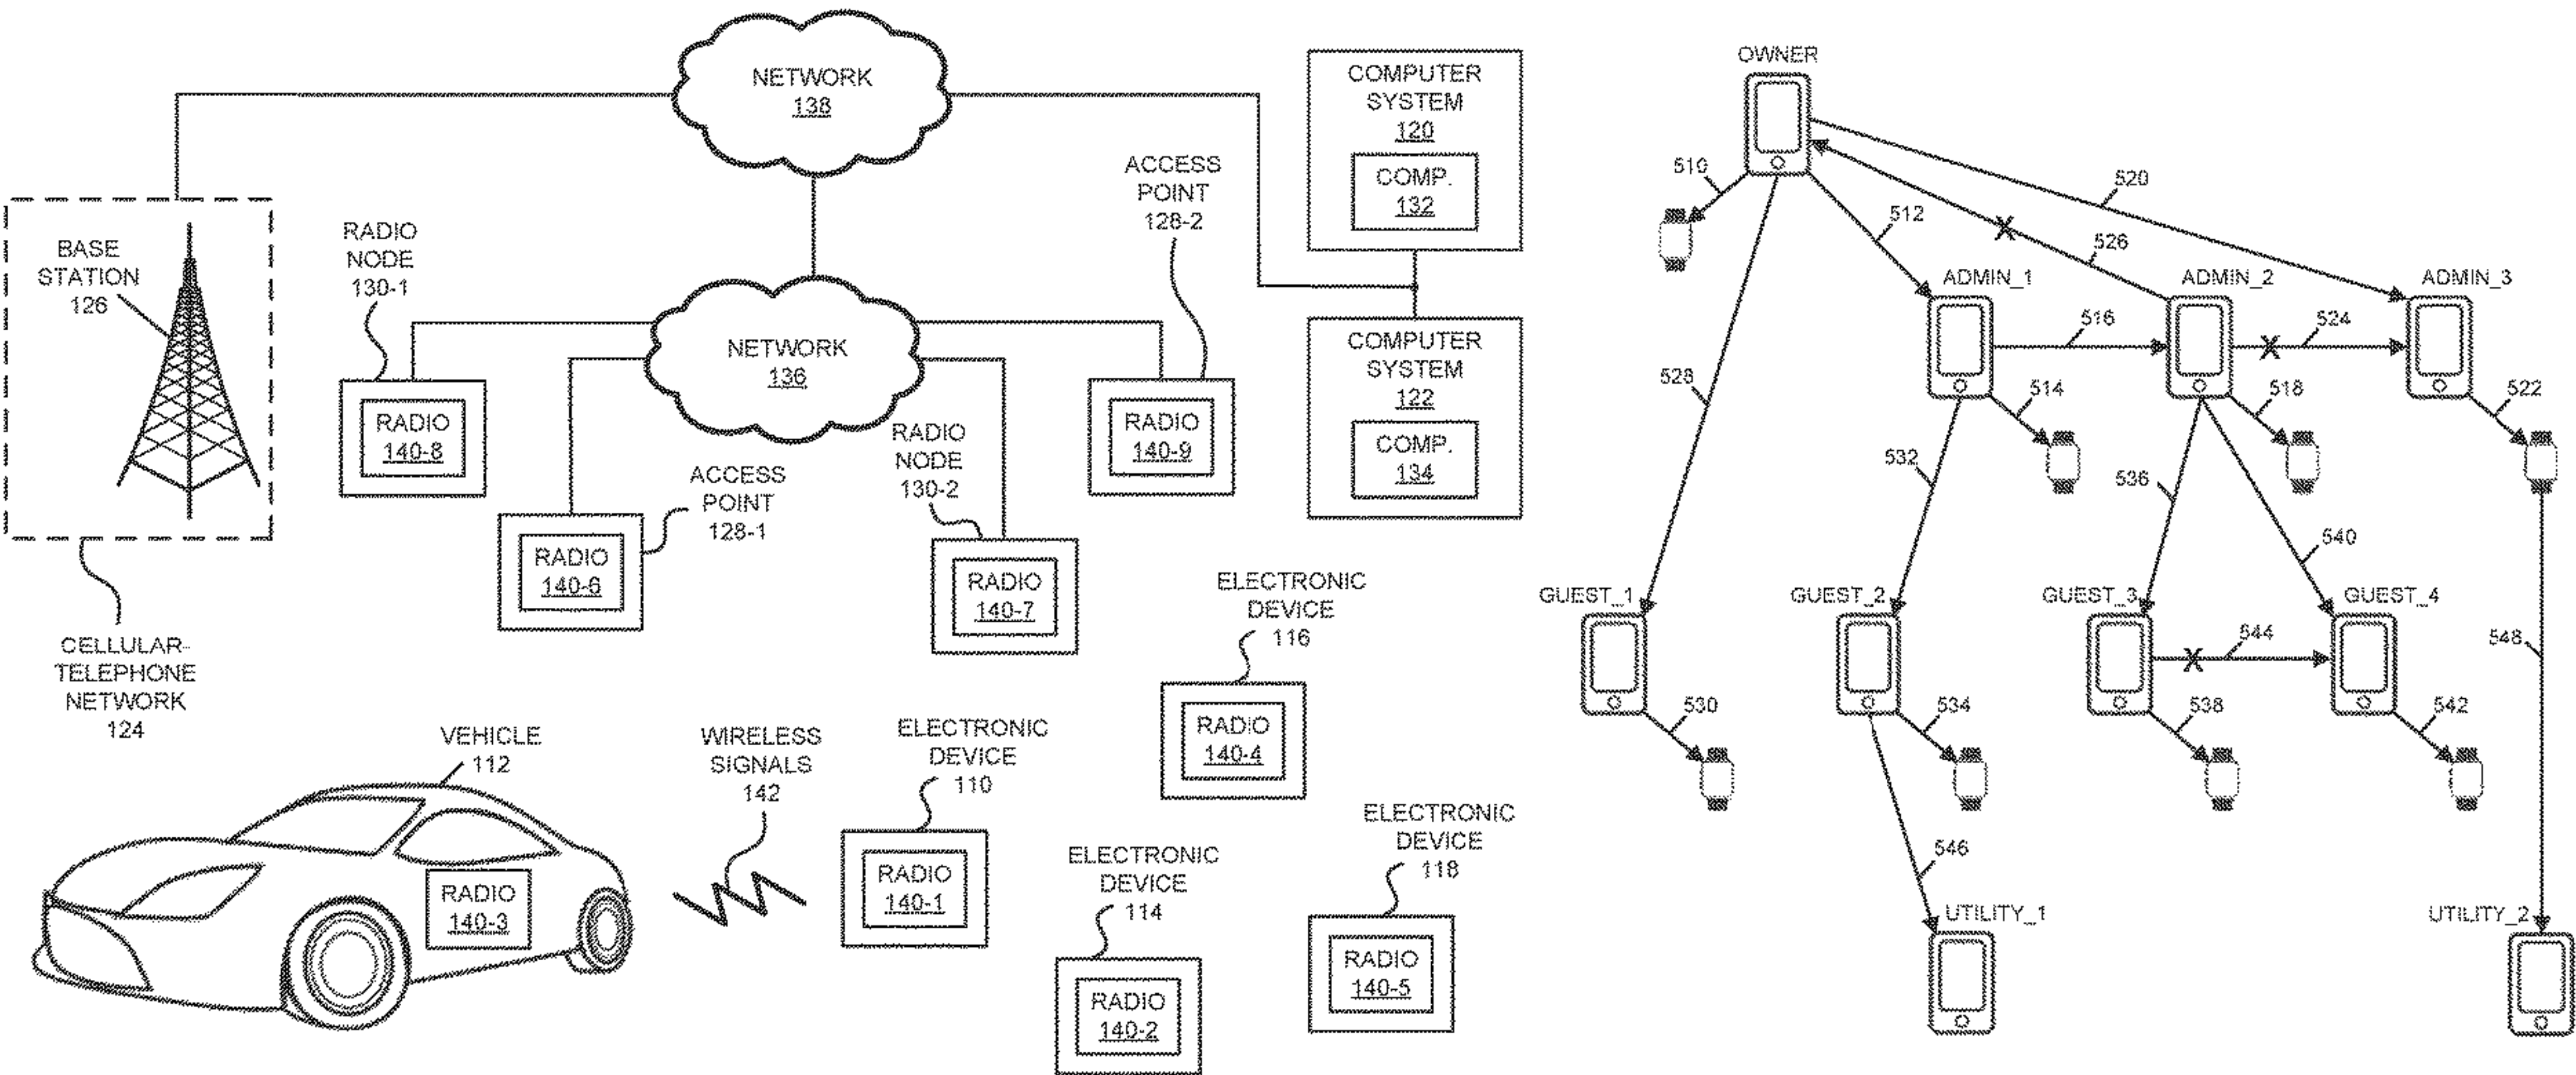 NETWORK
138
COMPUTER
SYSTEM
120
COMP.
132
ACCESS
POINT
128-2
BASE
STATION
126
RADIO
NODE
130-1
NETWORK
136
COMPUTER
SYSTEM
122
COMP.
134
RADIO
140-8
RADIO
140-9
RADIO
NODE
130-2
ACCESS
POINT
128-1
RADIO
140-6
RADIO
140-7
CELLULAR-
TELEPHONE
NETWORK
124
ELECTRONIC
DEVICE
116
RADIO
140-4
VEHICLE
112
WIRELESS
SIGNALS
142
ELECTRONIC
DEVICE
110
RADIO
140-3
RADIO
140-1
ELECTRONIC
DEVICE
114
RADIO
140-2
ELECTRONIC
DEVICE
118
RADIO
140-5
OWNER
510
520
512
X
526
ADMIN_1
ADMIN_2
ADMIN_3
516
X
524
528
514
518
522
532
536
540
GUEST_1
GUEST_2
GUEST_3
GUEST_4
X
544
548
530
534
538
542
546
UTILITY_1
UTILITY_2